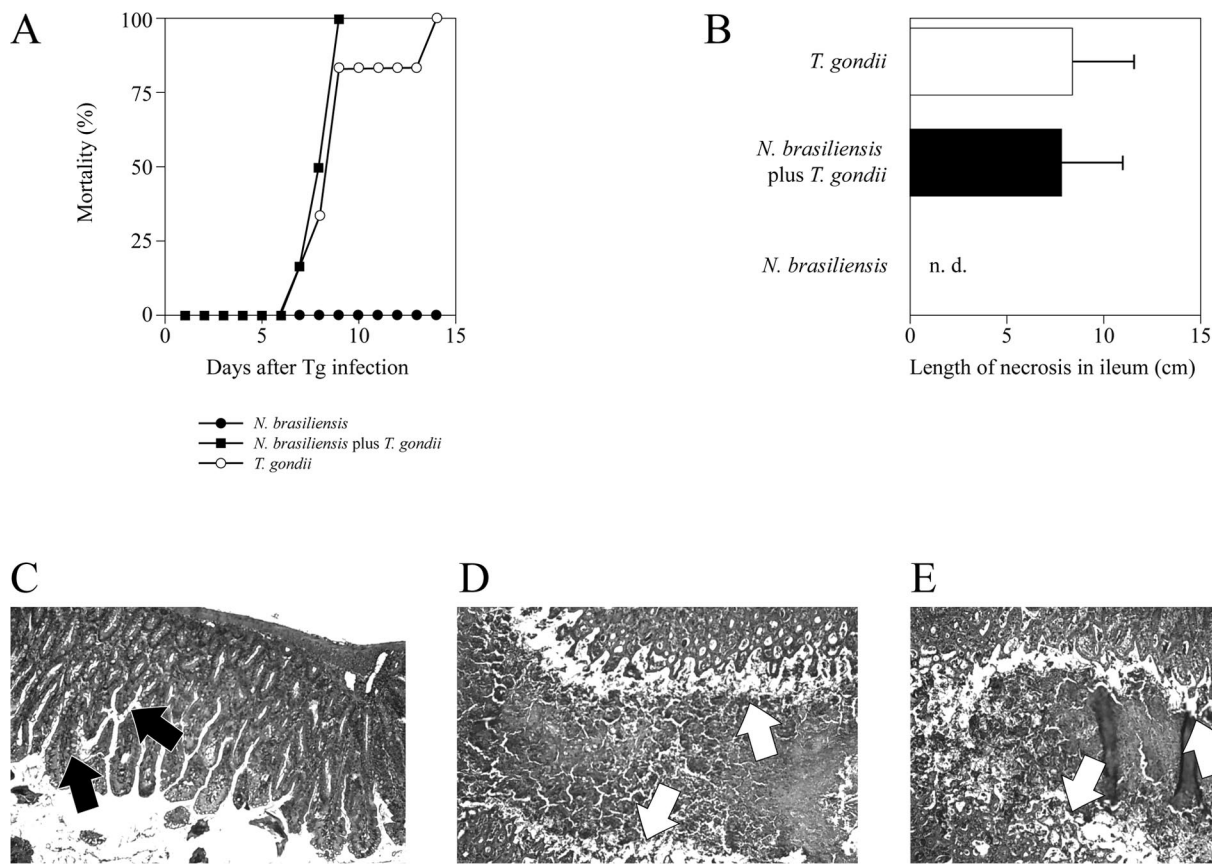 A
Mortality (%)
100
75
50
25
0
0 5 10 15
Days after Tg infection
N. brasiliensis
N. brasiliensis plus T. gondii
T. gondii
B
T. gondii
N. brasiliensis
plus T. gondii
N. brasiliensis
n. d.
0 5 10 15
Length of necrosis in ileum (cm)
C
D
E